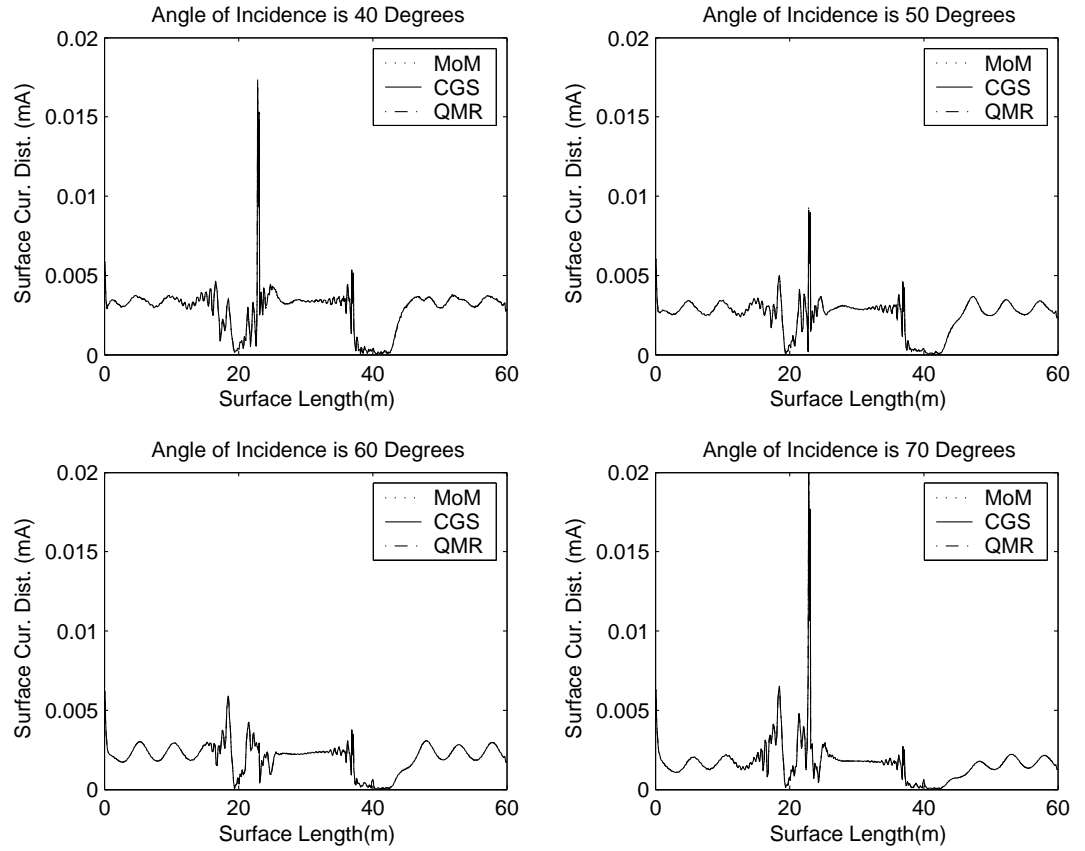 Angle of Incidence is 40 Degrees
0.02
0.015
0.01
0.005
0
Surface Cur. Dist. (mA)
MoM
CGS
QMR
0 20 40 60
Surface Length(m)
Angle of Incidence is 50 Degrees
0.02
0.015
0.01
0.005
0
Surface Cur. Dist. (mA)
MoM
CGS
QMR
0 20 40 60
Surface Length(m)
Angle of Incidence is 60 Degrees
0.02
0.015
0.01
0.005
0
Surface Cur. Dist. (mA)
MoM
CGS
QMR
0 20 40 60
Surface Length(m)
Angle of Incidence is 70 Degrees
0.02
0.015
0.01
0.005
0
Surface Cur. Dist. (mA)
MoM
CGS
QMR
0 20 40 60
Surface Length(m)